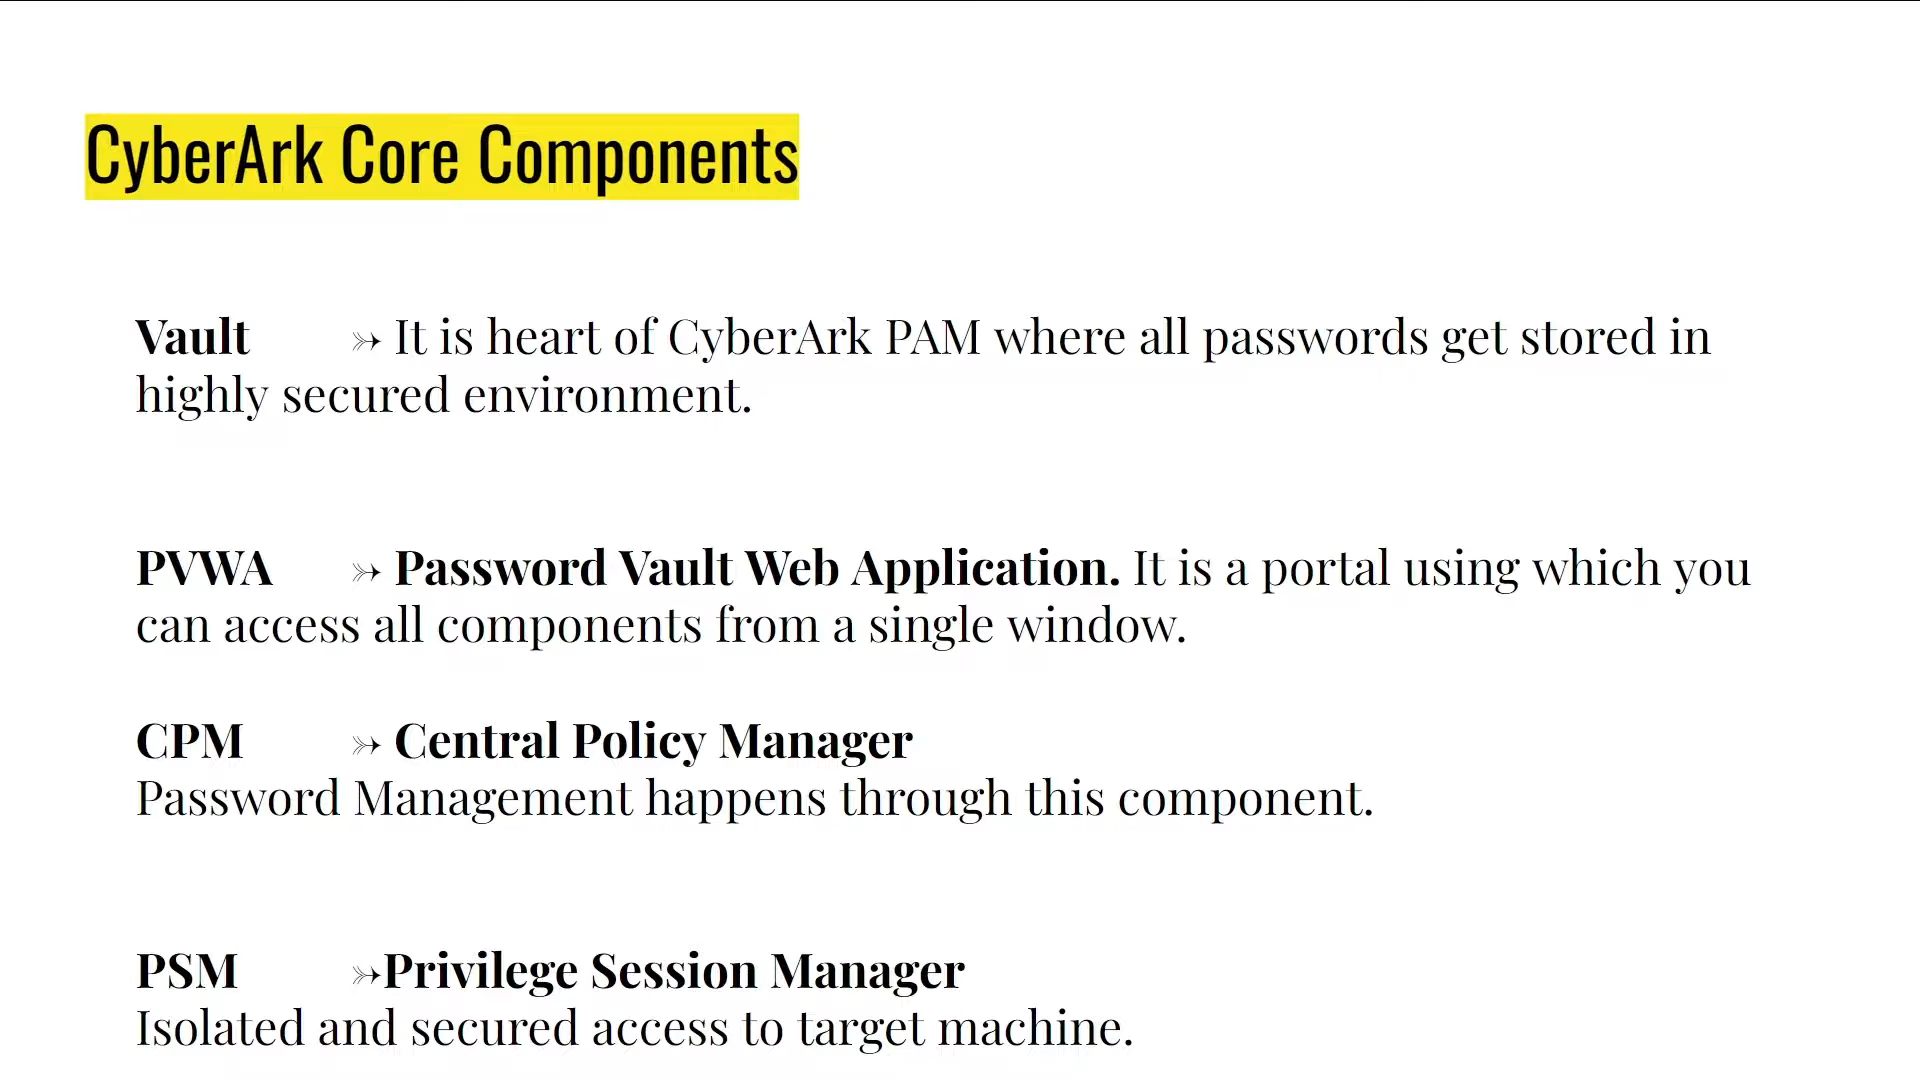 CyberArk Core Components
Vault ⤖ It is heart of CyberArk PAM where all passwords get stored in
highly secured environment.
PVWA ⤖ Password Vault Web Application. It is a portal using which you
can access all components from a single window.
CPM ⤖ Central Policy Manager
Password Management happens through this component.
PSM ⤖Privilege Session Manager
Isolated and secured access to target machine.